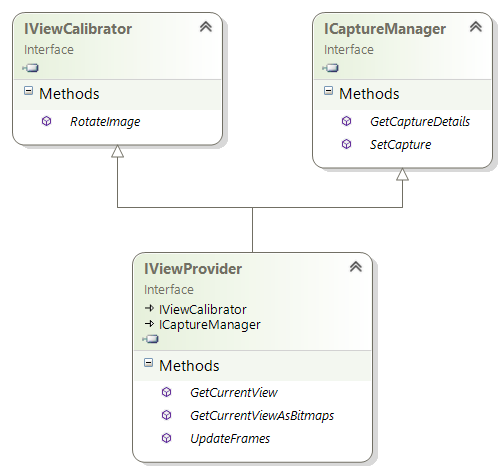 IViewCalibrator
Interface
Methods
RotateImage
ICaptureManager
Interface
Methods
GetCaptureDetails
SetCapture
IViewProvider
Interface
IViewCalibrator
ICaptureManager
Methods
GetCurrentView
GetCurrentViewAsBitmaps
UpdateFrames